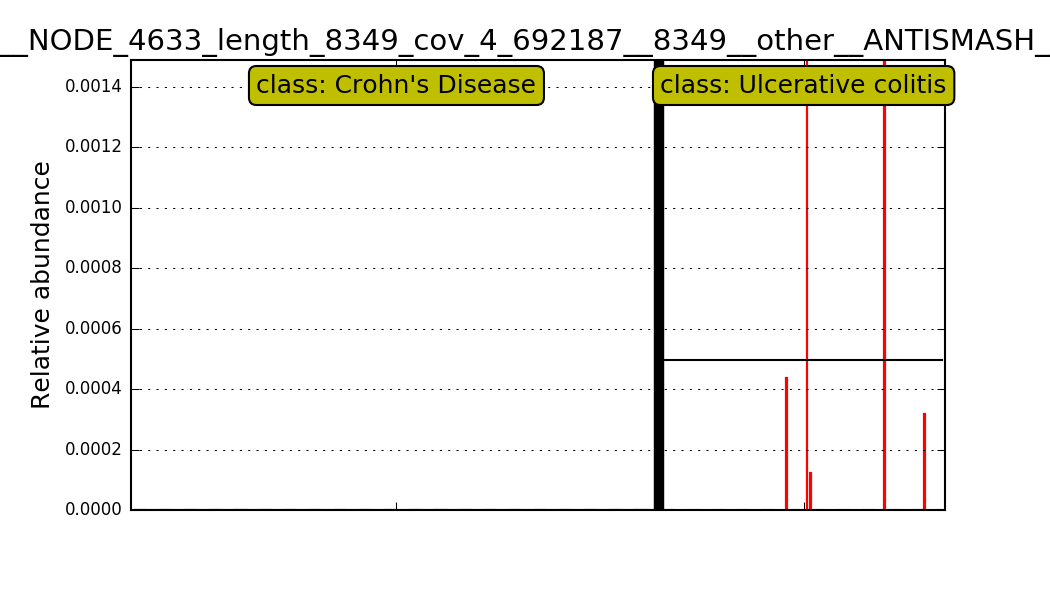 __NODE_4633_length_8349_cov_4_692187__8349__other__ANTISMASH_
class: Crohn's Disease
class: Ulcerative colitis
Relative abundance
0.0014
0.0012
0.0010
0.0008
0.0006
0.0004
0.0002
0.0000